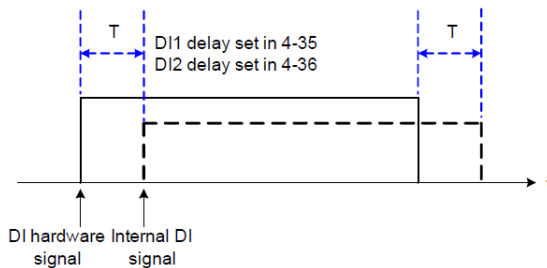 T
T
DI1 delay set in 4-35
DI2 delay set in 4-36
DI hardware signal
Internal DI signal